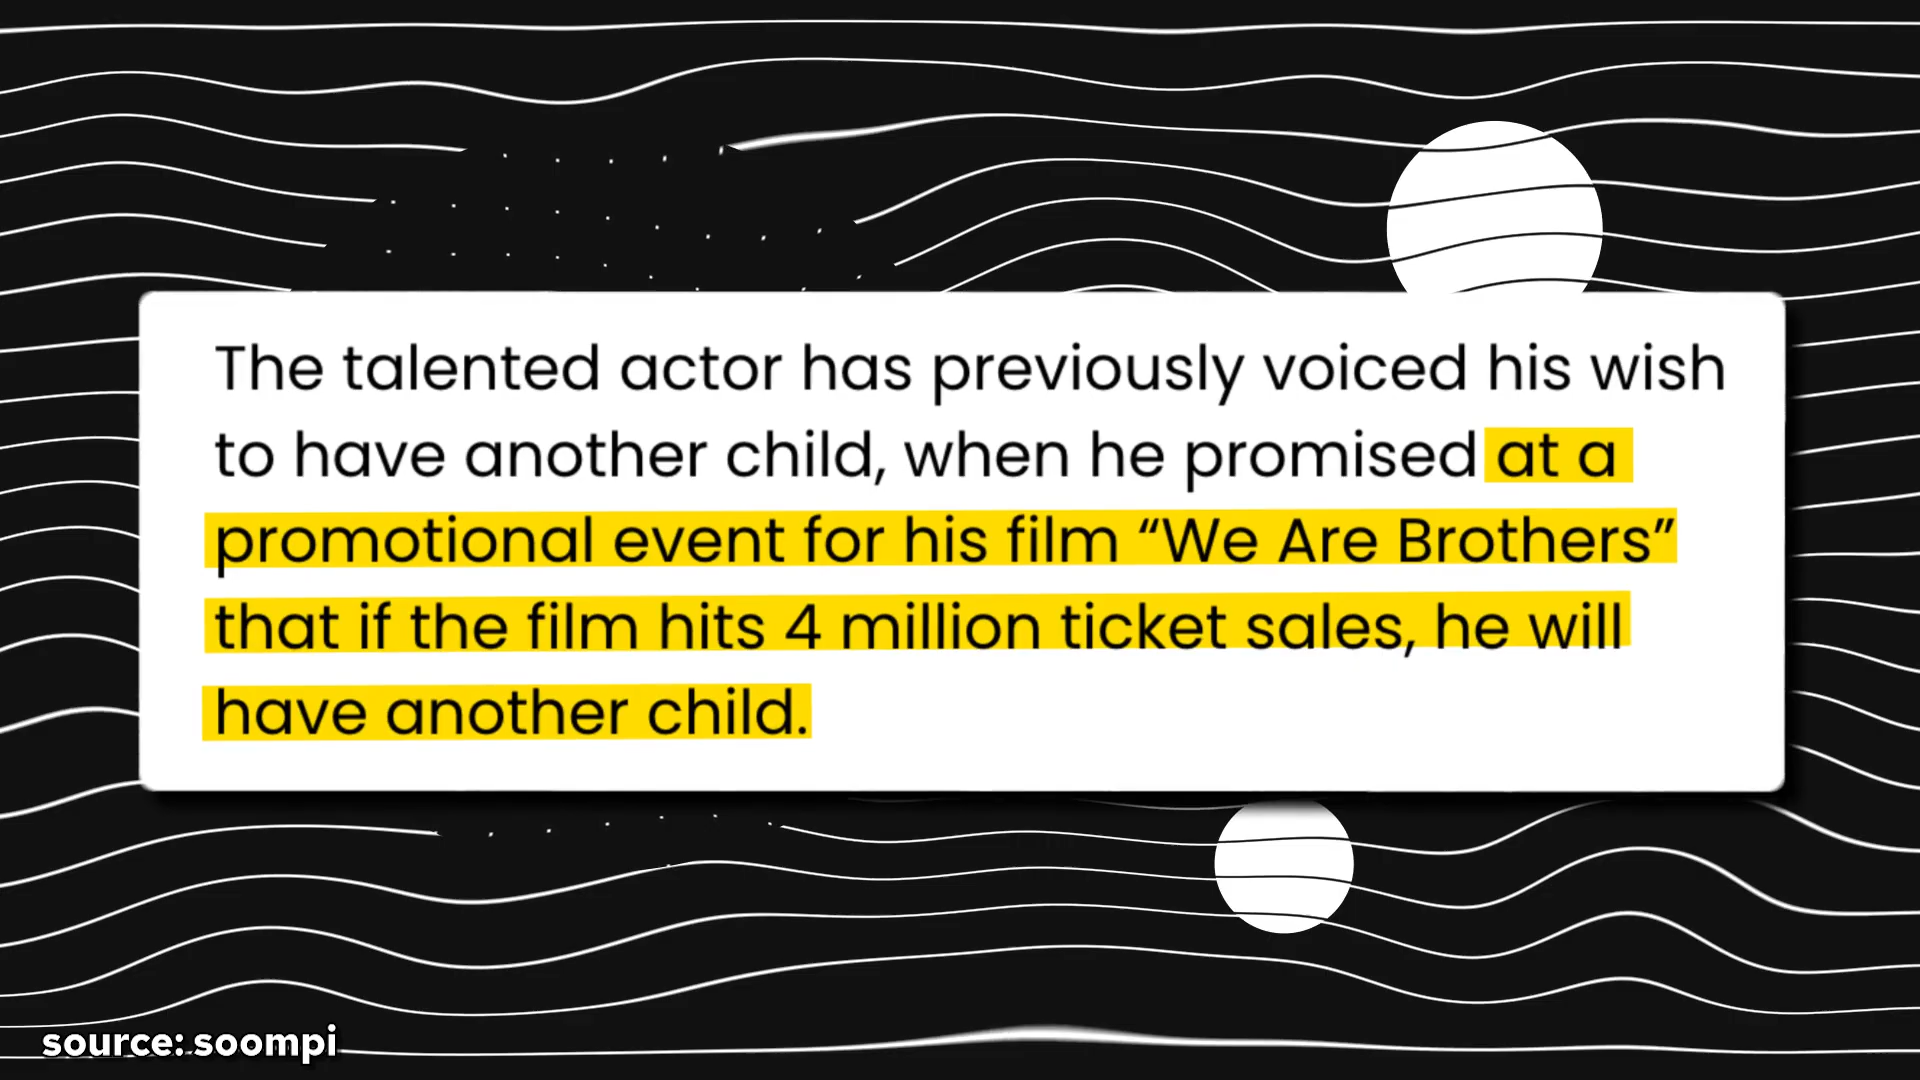 The talented actor has previously voiced his wish
to have another child, when he promised at a
promotional event for his film “We Are Brothers”
that if the film hits 4 million ticket sales, he will
have another child.
source: soompi